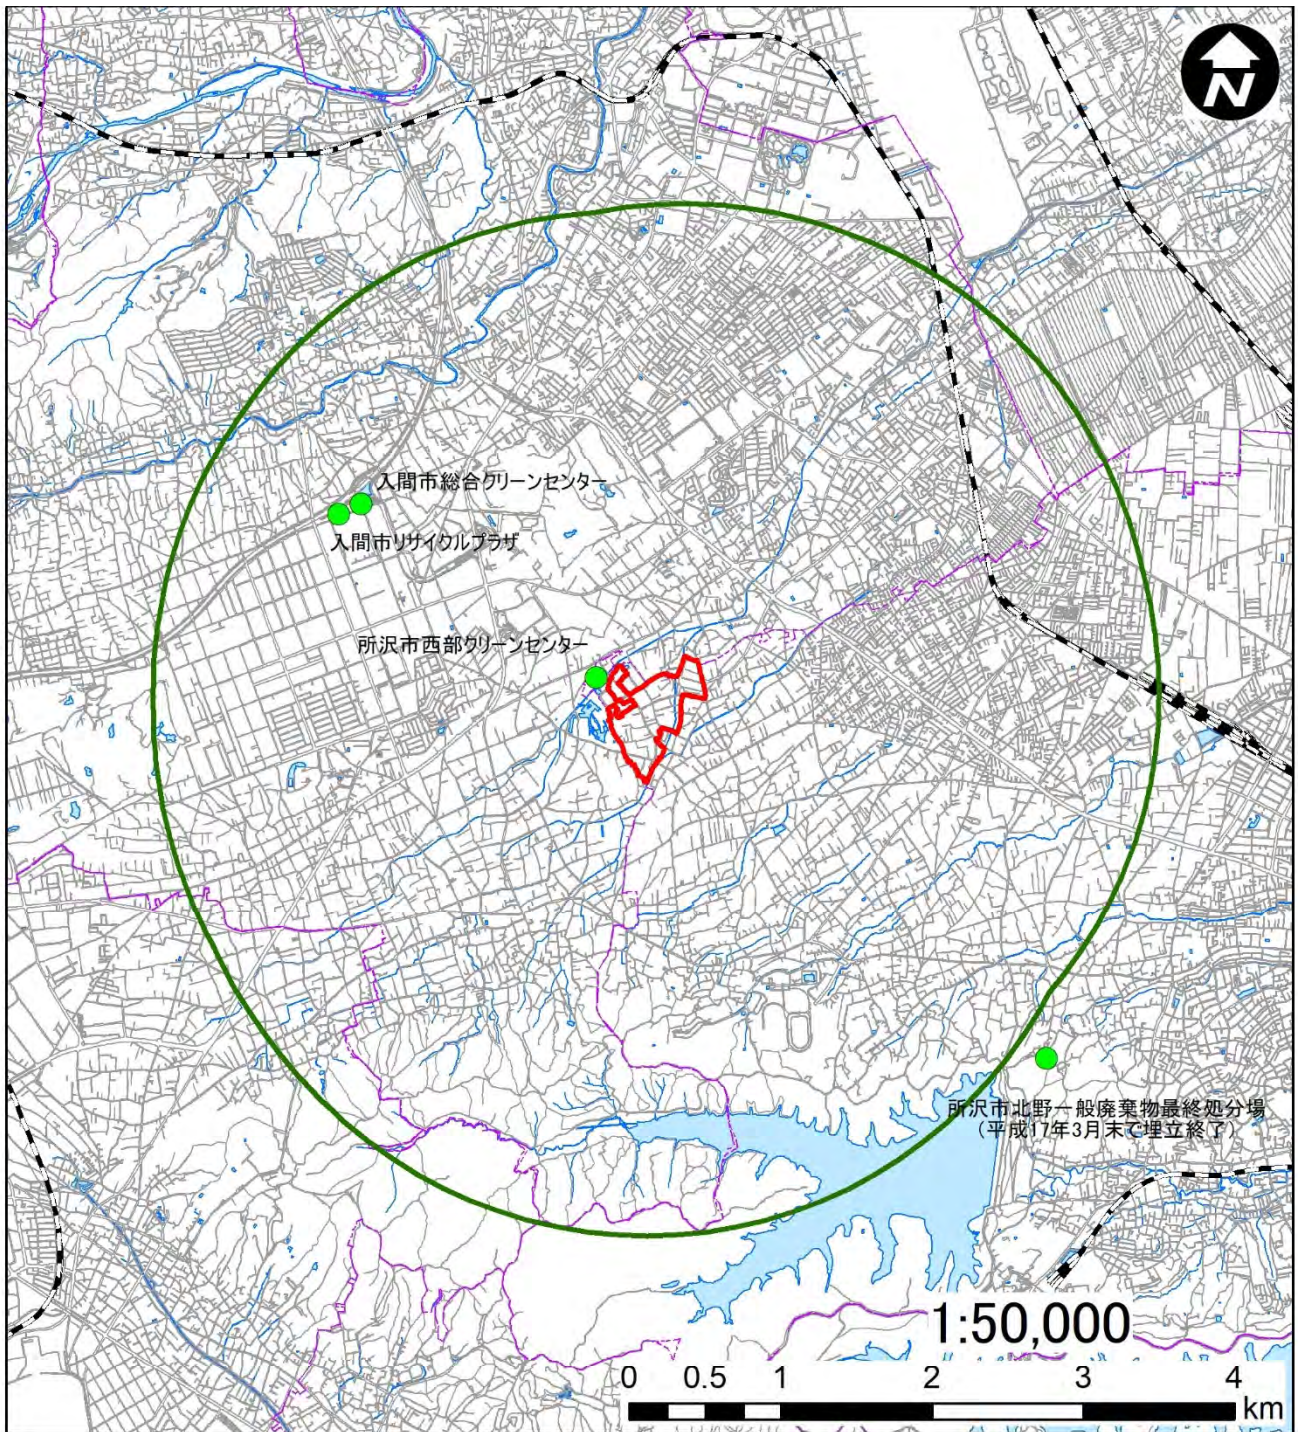 N
入間市総合クリーンセンター
入間市リサイクルプラザ
所沢市西部クリーンセンター
所沢市北野一般廃棄物最終処分場
（平成17年3月末で埋立終了）
1:50,000
0 0.5 1 2 3 4
km